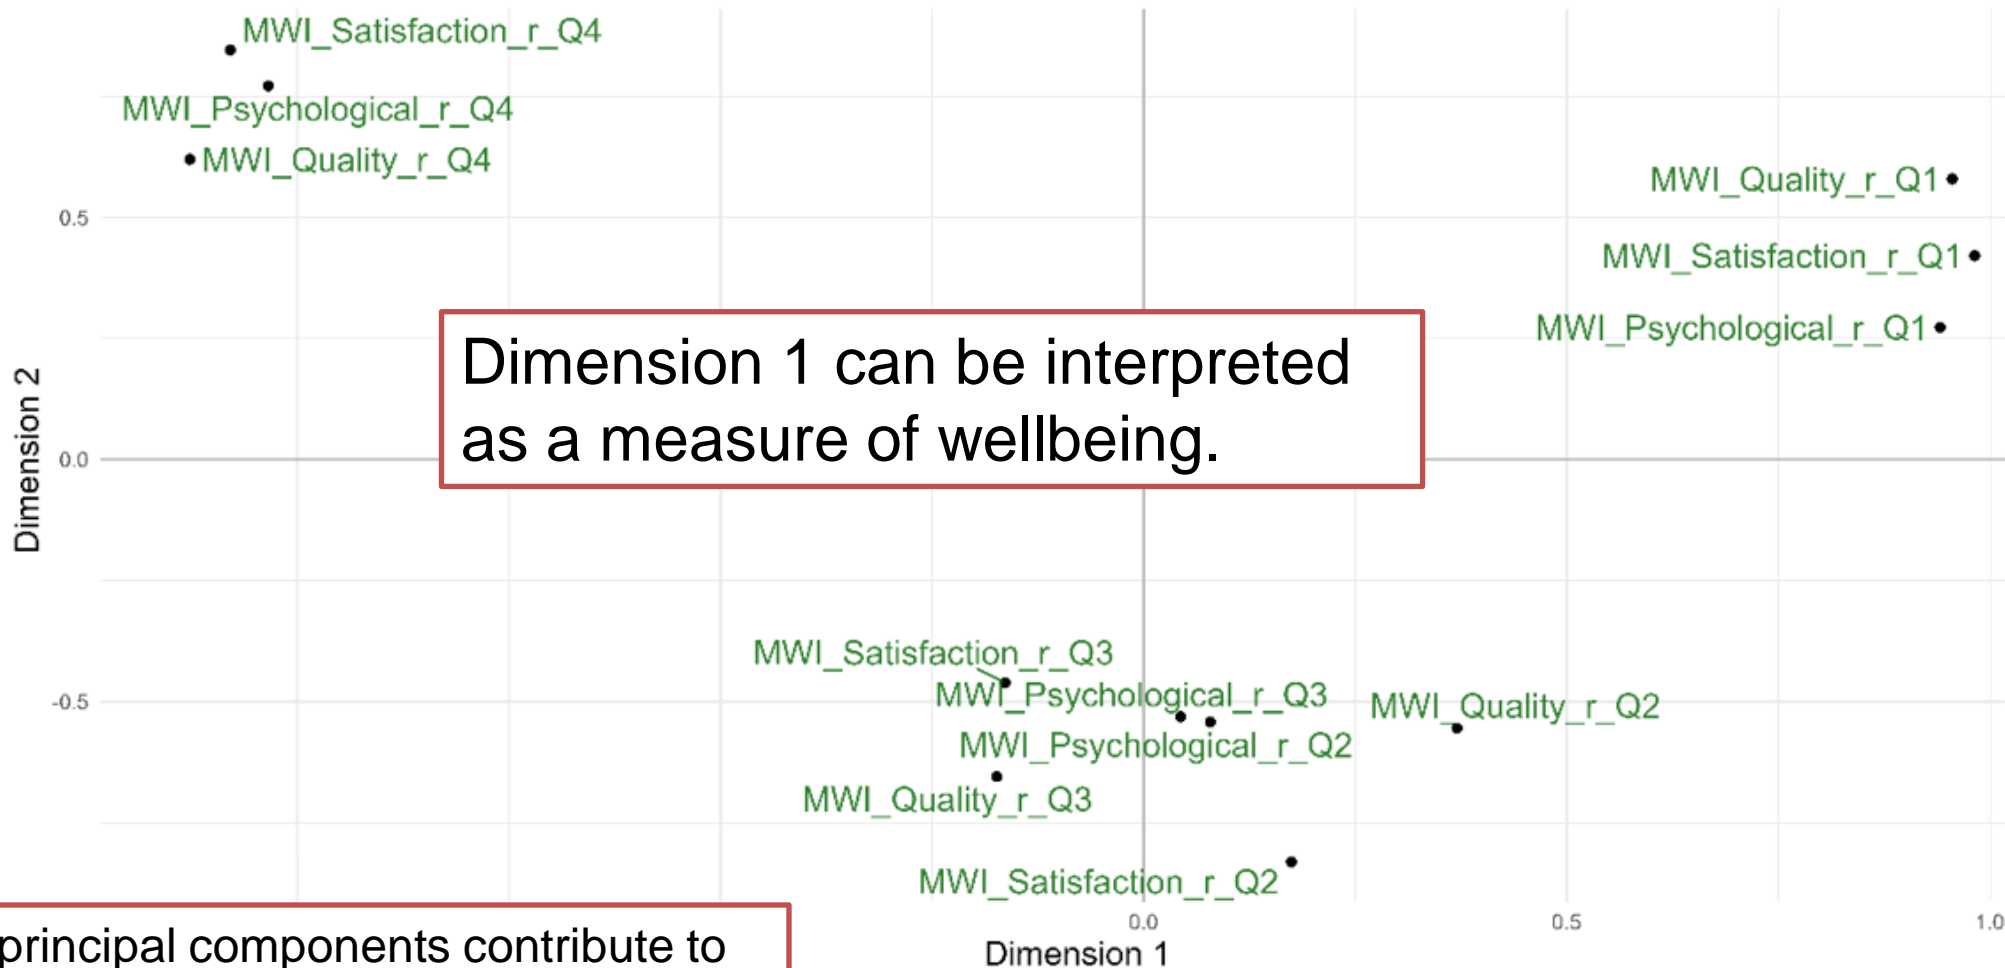 MWI_Satisfaction_r_Q4
MWI_Psychological_r_Q4
MWI_Quality_r_Q4
MWI_Quality_r_Q1
0.5
MWI_Satisfaction_r_Q1
MWI_Psychological_r_Q1
Dimension 1 can be interpreted
as a measure of wellbeing.
Dimension 2
0.0
MWI_Satisfaction_r_Q3
-0.5
MWI_Psychological_r_Q3
MWI_Quality_r_Q2
MWI_Psychological_r_Q2
MWI_Quality_r_Q3
MWI_Satisfaction_r_Q2
0.0
0.5
1.0
principal components contribute to
Dimension 1